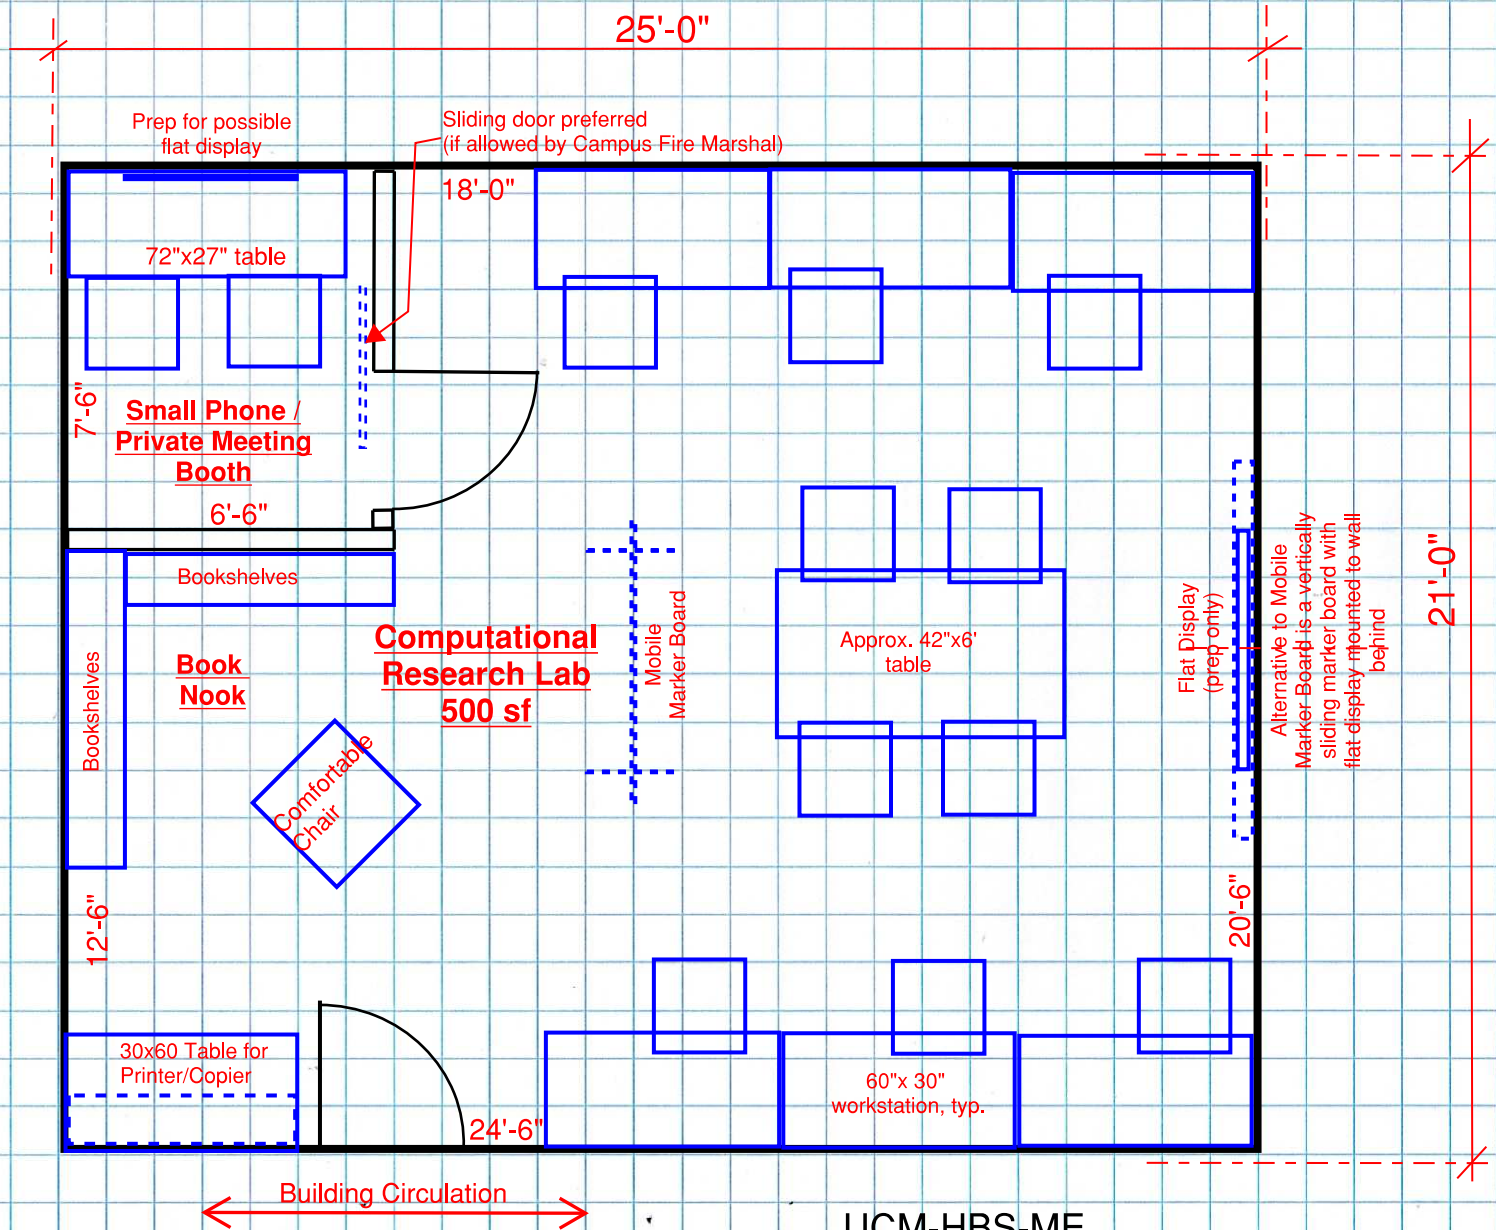 25'-0"
Prep for possible
flat display
Sliding door preferred
(if allowed by Campus Fire Marshal)
18'-0"
72"x27" table
7'-6"
Small Phone /
Private Meeting
Booth
6'-6"
Bookshelves
Bookshelves
Book
Nook
Computational
Research Lab
500 sf
Mobile
Marker Board
Approx. 42"x6'
table
Flat Display
(prep only)
Alternative to Mobile
Marker Board is a vertically
sliding marker board with
flat display mounted to wall
behind
21'-0"
Comfortable
Chair
12'-6"
20'-6"
30x60 Table for
Printer/Copier
24'-6"
60"x 30"
workstation, typ.
Building Circulation
UCM-HBS-ME